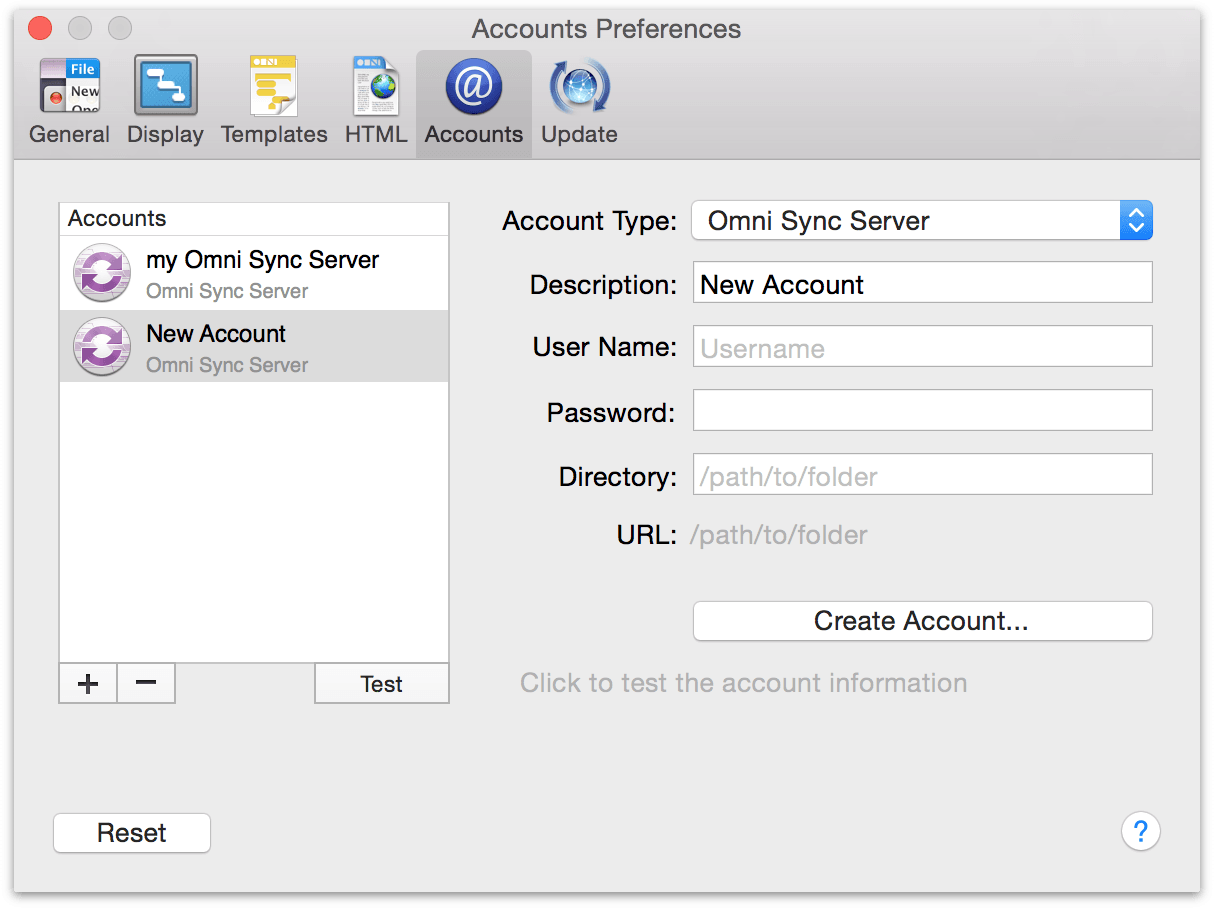 Accounts Preferences
File
New
OMNI
OMNI
@
General Display Templates HTML Accounts Update
Accounts
my Omni Sync Server
Omni Sync Server
New Account
Omni Sync Server
+ − Test
Account Type: Omni Sync Server
Description: New Account
User Name: Username
Password:
Directory: /path/to/folder
URL: /path/to/folder
Create Account...
Click to test the account information
Reset
?